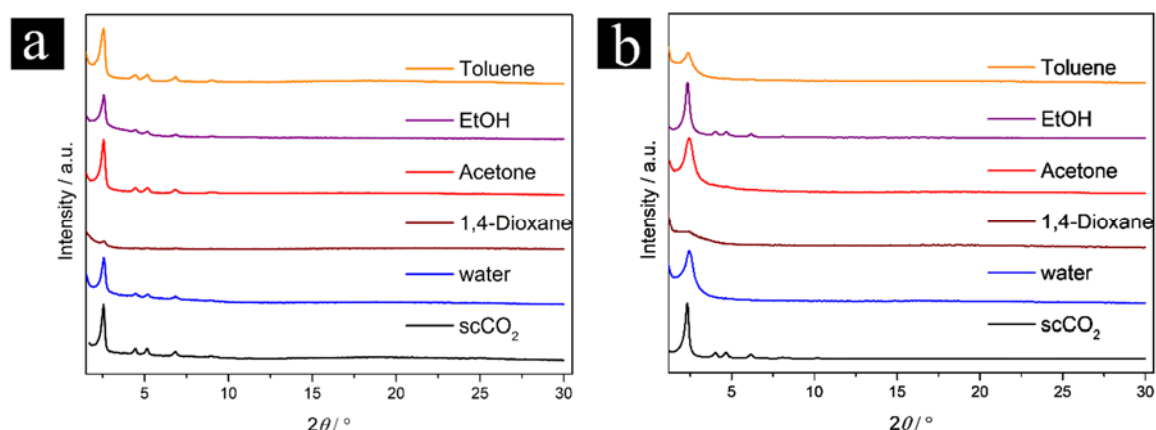 a
Intensity / a.u.
Toluene
EtOH
Acetone
1,4-Dioxane
water
scCO₂
5 10 15 20 25 30
2θ / °
b
Intensity / a.u.
Toluene
EtOH
Acetone
1,4-Dioxane
water
scCO₂
5 10 15 20 25 30
2θ / °